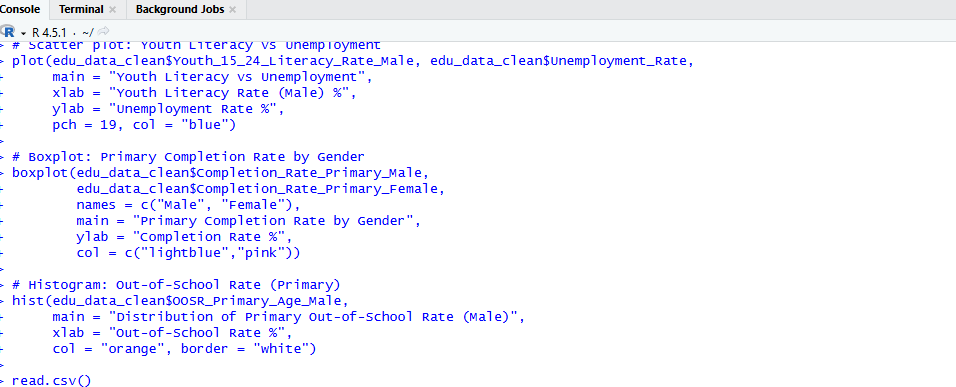 Console Terminal × Background Jobs ×
R R 4.5.1 · ~/
> # Scatter plot: Youth Literacy vs Unemployment
> plot(edu_data_clean$Youth_15_24_Literacy_Rate_Male, edu_data_clean$Unemployment_Rate,
+      main = "Youth Literacy vs Unemployment",
+      xlab = "Youth Literacy Rate (Male) %",
+      ylab = "Unemployment Rate %",
+      pch = 19, col = "blue")
>
> # Boxplot: Primary Completion Rate by Gender
> boxplot(edu_data_clean$Completion_Rate_Primary_Male,
+         edu_data_clean$Completion_Rate_Primary_Female,
+         names = c("Male", "Female"),
+         main = "Primary Completion Rate by Gender",
+         ylab = "Completion Rate %",
+         col = c("lightblue","pink"))
>
> # Histogram: Out-of-School Rate (Primary)
> hist(edu_data_clean$OOSR_Primary_Age_Male,
+      main = "Distribution of Primary Out-of-School Rate (Male)",
+      xlab = "Out-of-School Rate %",
+      col = "orange", border = "white")
>
> read.csv()